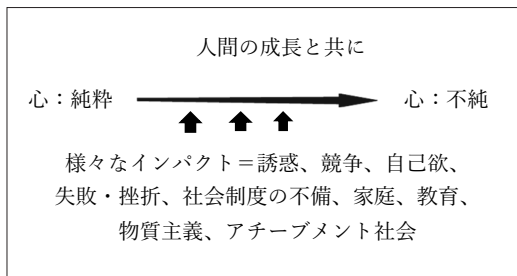 人間の成長と共に
心：純粋 心：不純
様々なインパクト＝誘惑、競争、自己欲、
失敗・挫折、社会制度の不備、家庭、教育、
物質主義、アチーブメント社会